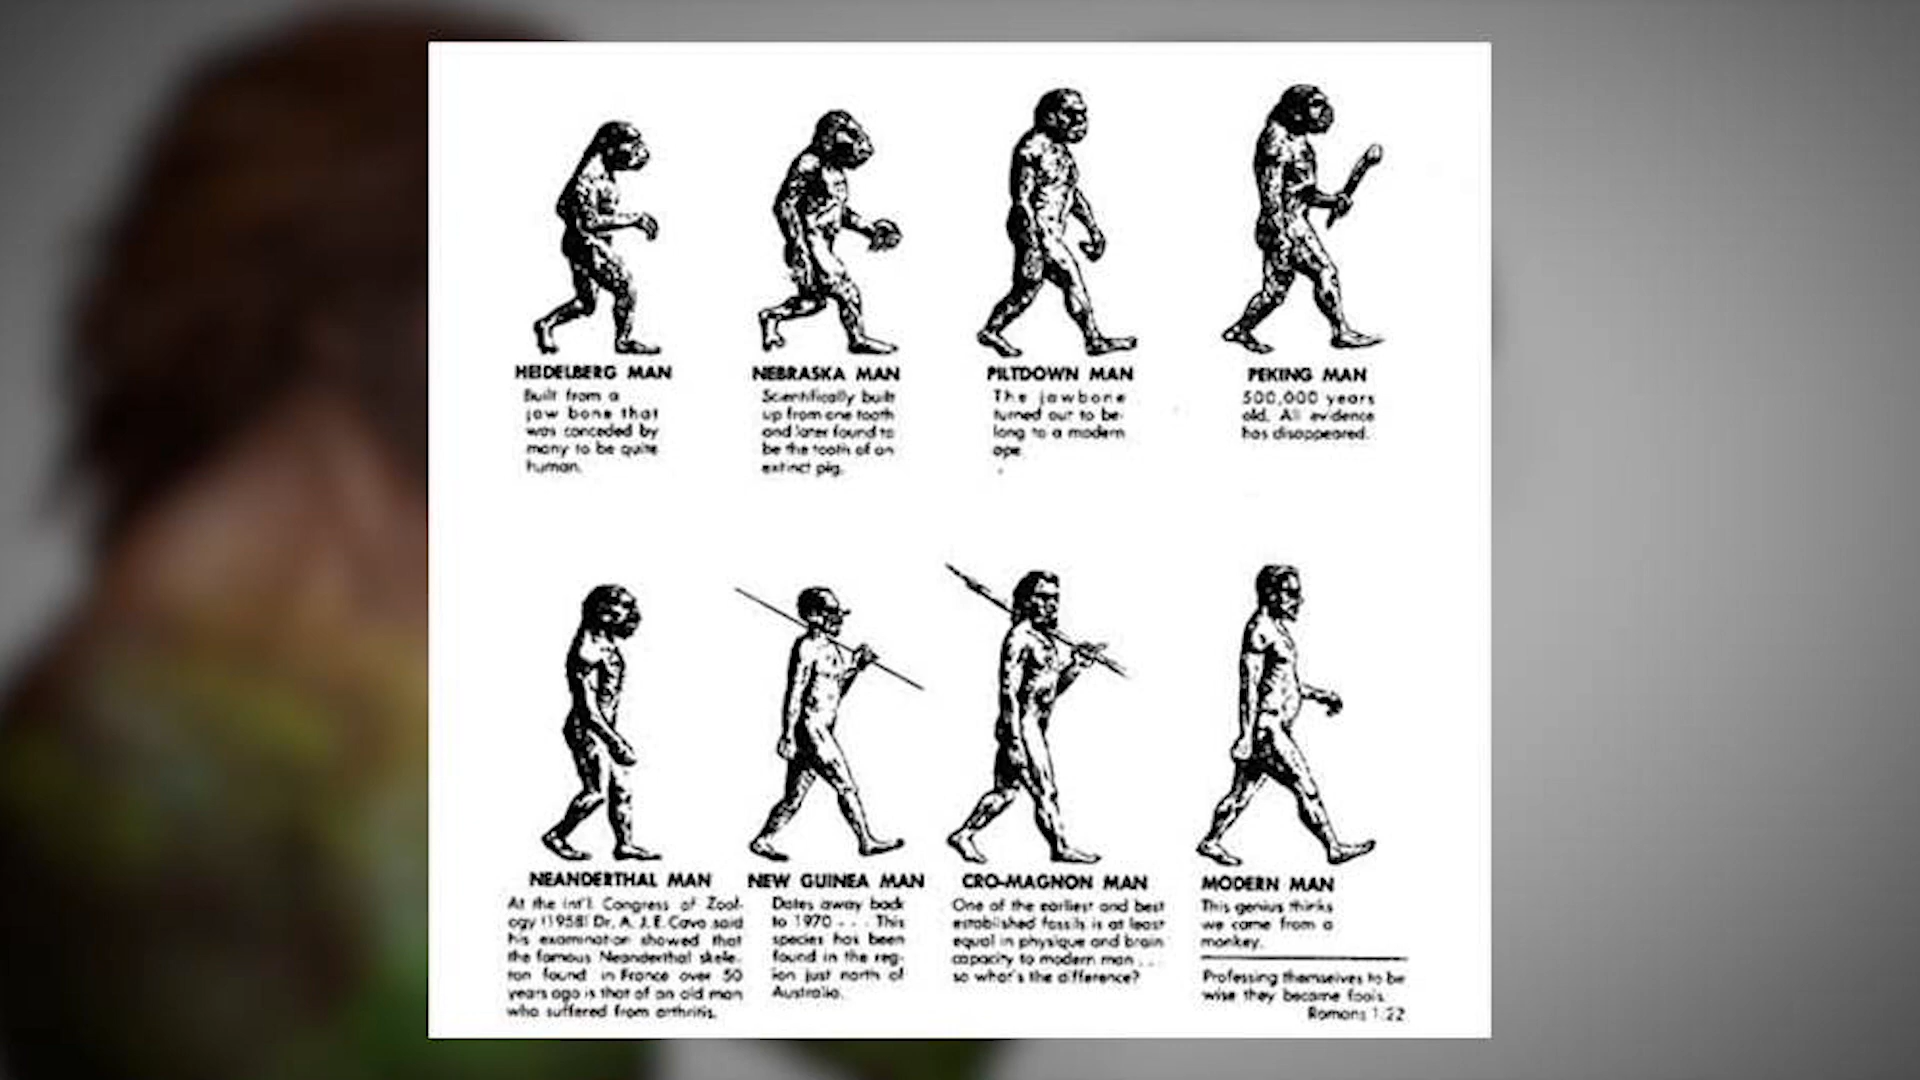 HEIDELBERG MAN
Built from a
jaw bone that
was conceded by
many to be quite
human.
NEBRASKA MAN
Scientifically built
up from one tooth
and later found to
be the tooth of an
extinct pig.
PILTDOWN MAN
The jawbone
turned out to be-
long to a modern
ape
PEKING MAN
500,000 years
old. All evidence
has disappeared.
NEANDERTHAL MAN
At the Int'l. Congress of Zool-
ogy (1958) Dr. A. J. E. Cave said
his examination showed that
the famous Neanderthal skele-
ton found in France over 50
years ago is that of an old man
who suffered from arthritis.
NEW GUINEA MAN
Dates away back
to 1970 . . . This
species has been
found in the reg-
ion just north of
Australia.
CRO-MAGNON MAN
One of the earliest and best
established fossils is at least
equal in physique and brain
capacity to modern man . . .
so what's the difference?
MODERN MAN
This genius thinks
we came from a
monkey.
Professing themselves to be
wise they became fools.
Romans 1:22